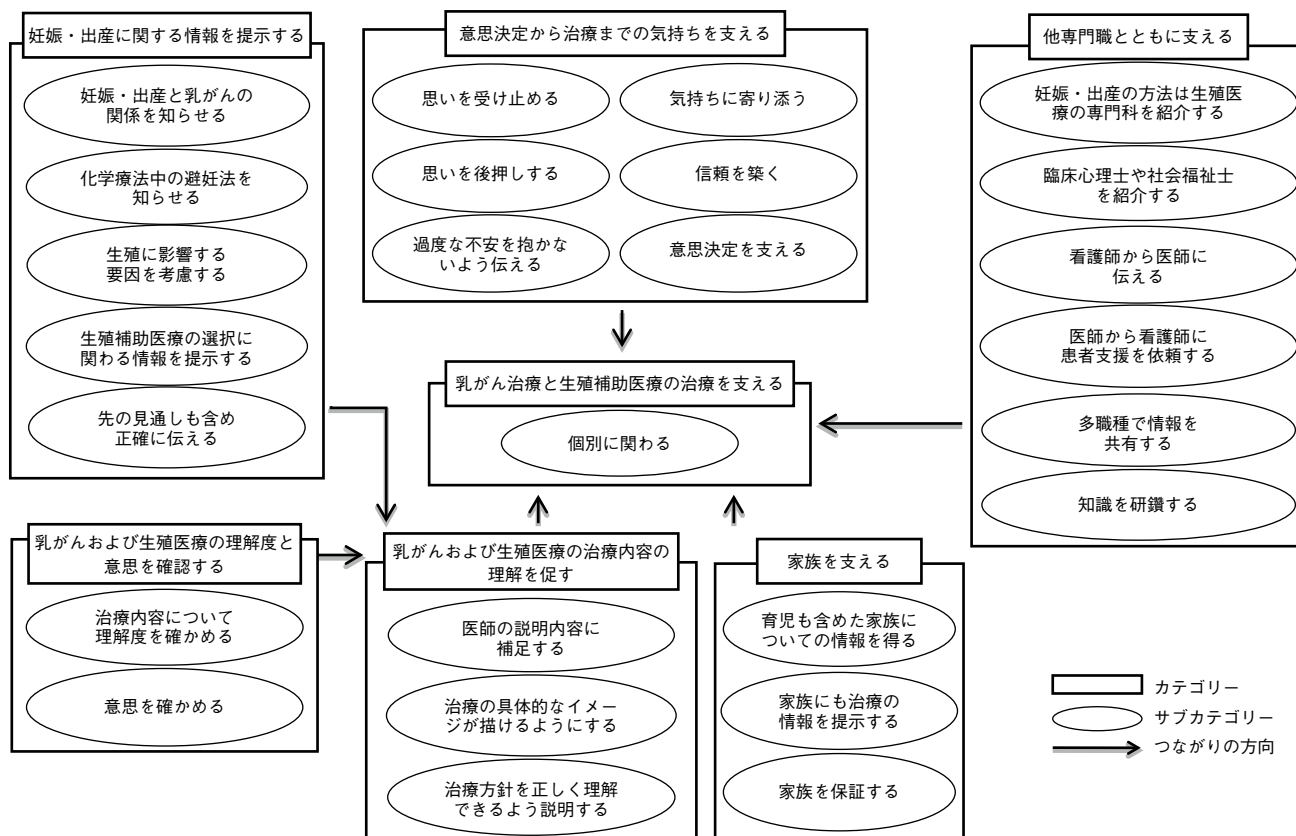 妊娠・出産に関する情報を提示する
妊娠・出産と乳がんの
関係を知らせる
化学療法中の避妊法を
知らせる
生殖に影響する
要因を考慮する
生殖補助医療の選択に
関わる情報を提示する
先の見通しも含め
正確に伝える
意思決定から治療までの気持ちを支える
思いを受け止める
気持ちに寄り添う
思いを後押しする
信頼を築く
過度な不安を抱かな
いよう伝える
意思決定を支える
他専門職とともに支える
妊娠・出産の方法は生殖医
療の専門科を紹介する
臨床心理士や社会福祉士
を紹介する
看護師から医師に
伝える
医師から看護師に
患者支援を依頼する
多職種で情報を
共有する
知識を研鑽する
乳がん治療と生殖補助医療の治療を支える
個別に関わる
乳がんおよび生殖医療の理解度と
意思を確認する
治療内容について
理解度を確かめる
意思を確かめる
乳がんおよび生殖医療の治療内容の
理解を促す
医師の説明内容に
補足する
治療の具体的なイメー
ジが描けるようにする
治療方針を正しく理解
できるよう説明する
家族を支える
育児も含めた家族に
ついての情報を得る
家族にも治療の
情報を提示する
家族を保証する
カテゴリー
サブカテゴリー
つながりの方向